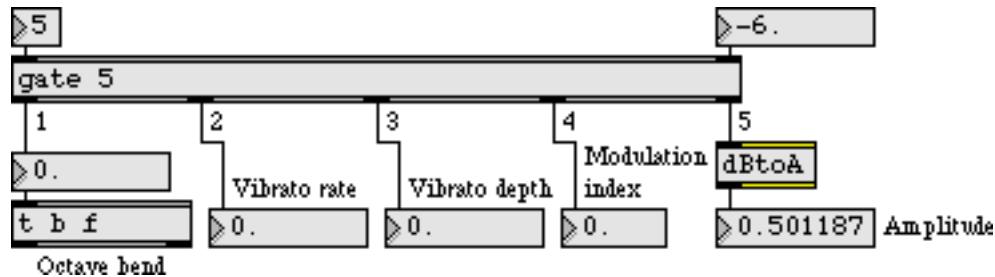 5
-6.
gate 5
1
2
3
4
5
0.
Vibrato rate
Vibrato depth
Modulation
index
dBtoA
t b f
0.
0.
0.
0.501187
Amplitude
Octave bend